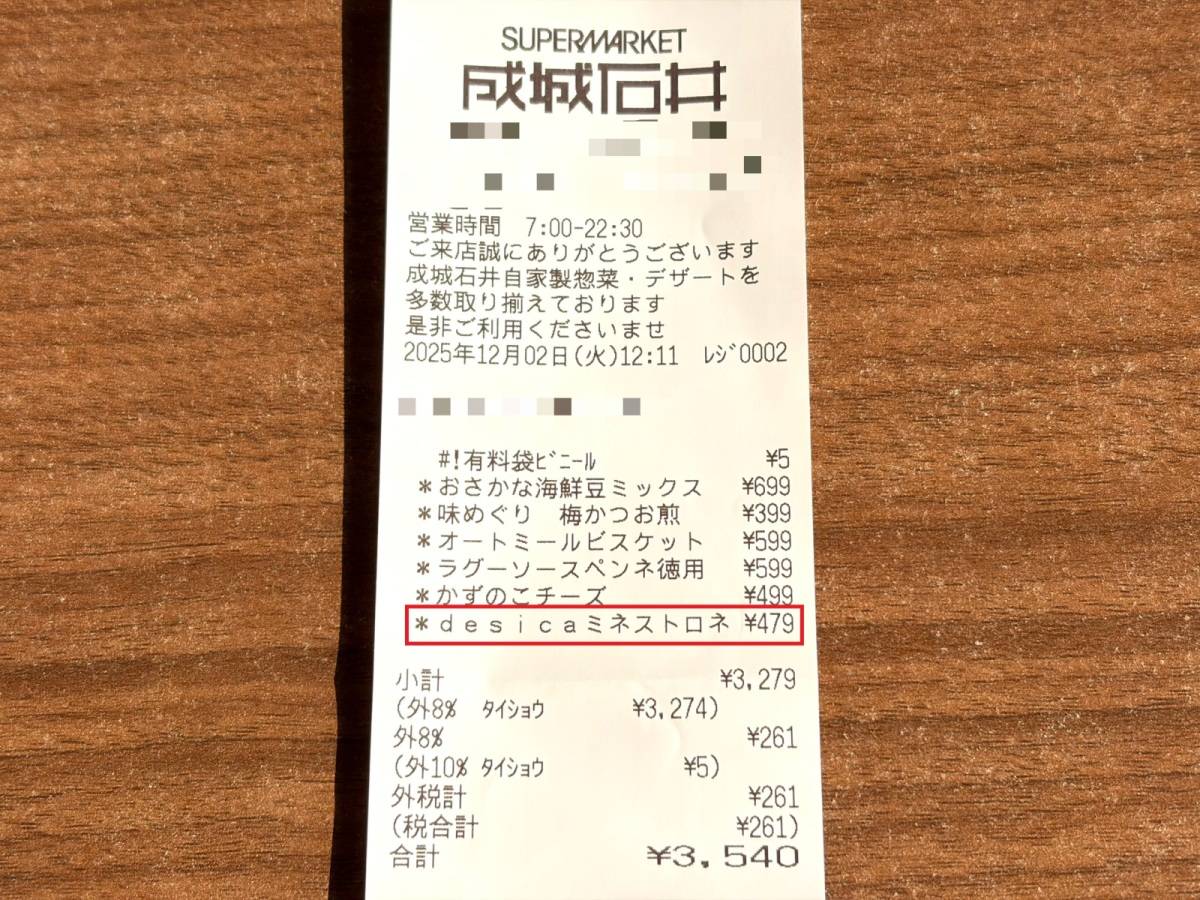 SUPERMARKET
成城石井
営業時間　7:00-22:30
ご来店誠にありがとうございます
成城石井自家製惣菜・デザートを
多数取り揃えております
是非ご利用くださいませ
2025年12月02日(火)12:11　ﾚｼﾞ0002
#!有料袋ﾋﾞﾆｰﾙ　¥5
*おさかな海鮮豆ミックス　¥699
*味めぐり　梅かつお煎　¥399
*オートミールビスケット　¥599
*ラグーソースペンネ徳用　¥599
*かずのこチーズ　¥499
*ｄｅｓｉｃａミネストロネ　¥479
小計　¥3,279
(外8%　ﾀｲｼｮｳ　¥3,274)
外8%　¥261
(外10% ﾀｲｼｮｳ　¥5)
外税計　¥261
(税合計　¥261)
合計　¥3,540